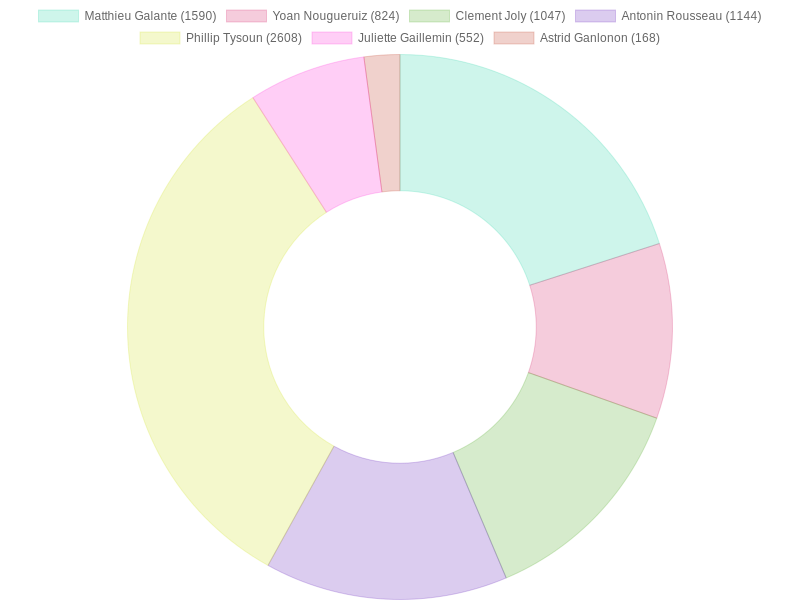 Matthieu Galante (1590) Yoan Nougueruiz (824) Clement Joly (1047) Antonin Rousseau (1144)
Phillip Tysoun (2608) Juliette Gaillemin (552) Astrid Ganlonon (168)